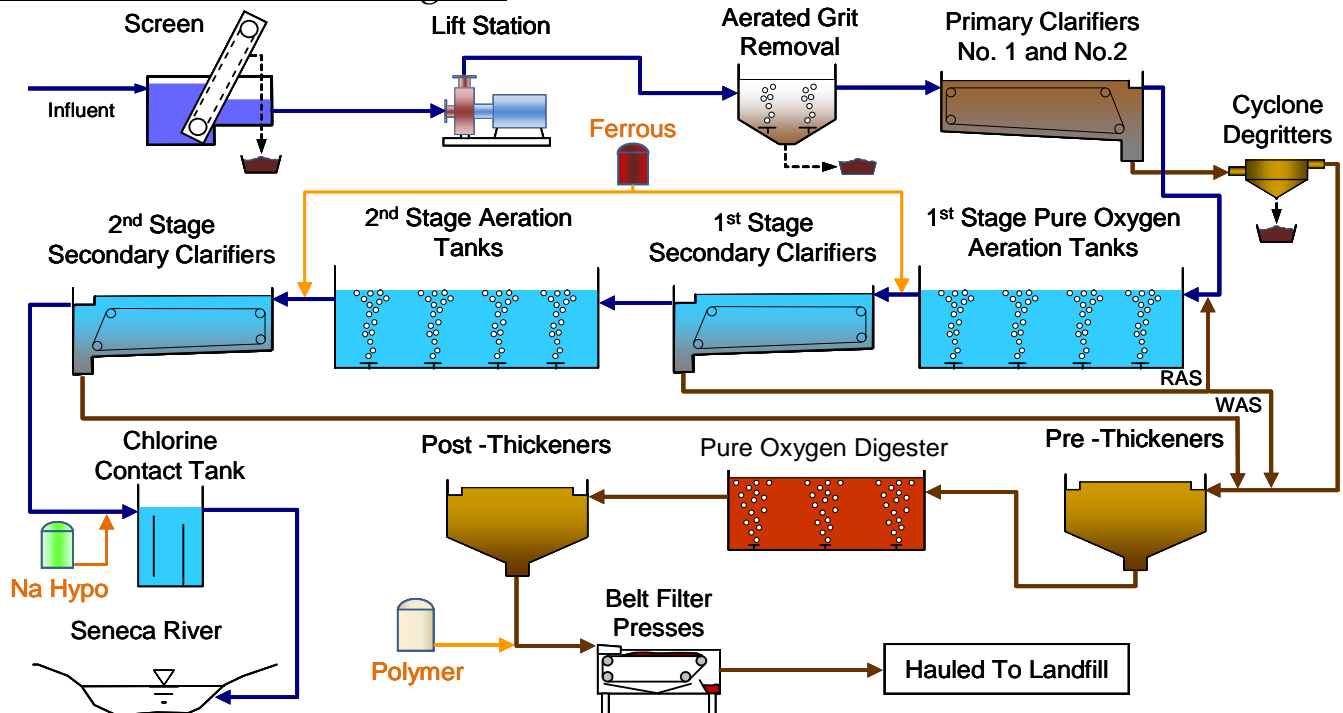 Screen
Lift Station
Aerated Grit
Removal
Primary Clarifiers
No. 1 and No.2
Influent
Cyclone
Degritters
Ferrous
2nd Stage
Secondary Clarifiers
2nd Stage Aeration
Tanks
1st Stage
Secondary Clarifiers
1st Stage Pure Oxygen
Aeration Tanks
RAS
WAS
Chlorine
Contact Tank
Post -Thickeners
Pure Oxygen Digester
Pre -Thickeners
Na Hypo
Seneca River
Polymer
Belt Filter
Presses
Hauled To Landfill